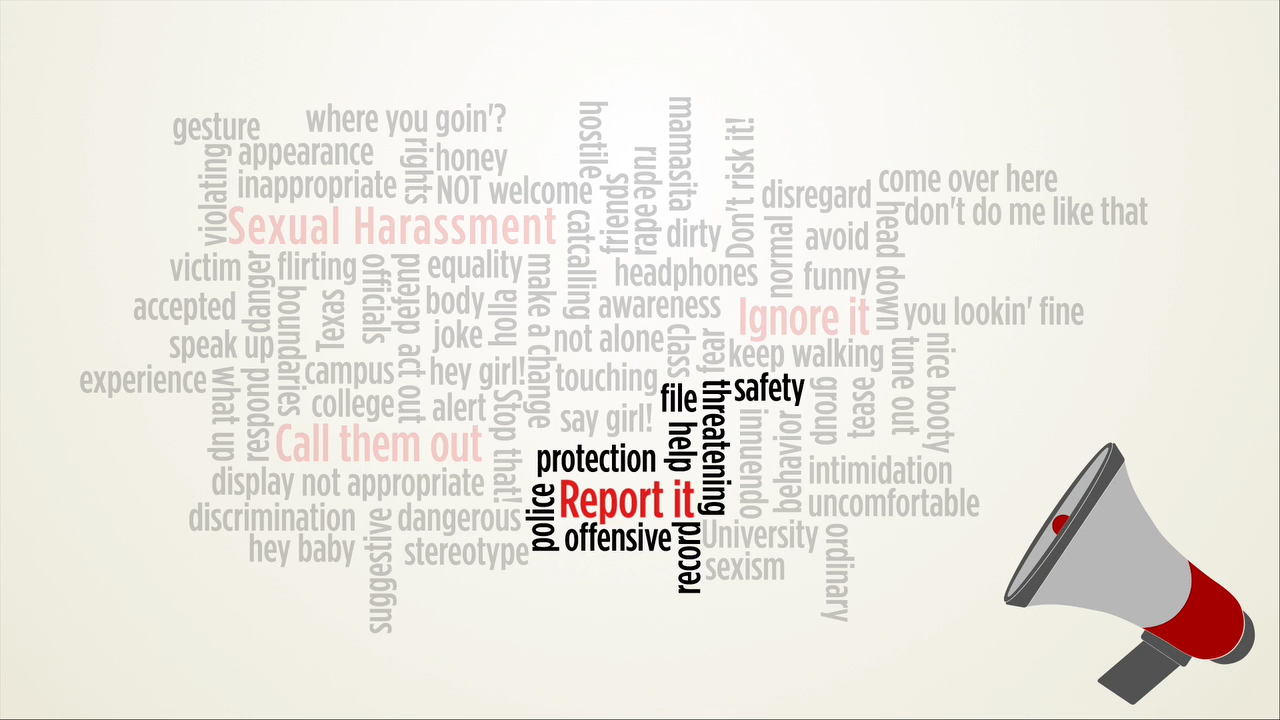 gesture
where you goin'?
hostile
mamasita
Don't risk it!
violating
appearance
rights
honey
rude
inappropriate
NOT welcome
friends
disregard
come over here
Sexual Harassment
catcalling
degrade
dirty
normal
avoid
head down
don't do me like that
victim
danger
flirting
officials
defend
equality
make a change
headphones
funny
accepted
boundaries
Texas
body
holla
awareness
Ignore it
you lookin' fine
speak up
act out
joke
not alone
class
fear
keep walking
tune out
nice booty
experience
what up
respond
campus
hey girl!
touching
file
threatening
safety
group
tease
college
alert
Stop that!
say girl!
help
innuendo
behavior
Call them out
protection
intimidation
display not appropriate
police
Report it
uncomfortable
discrimination
suggestive
dangerous
offensive
University
ordinary
hey baby
stereotype
sexism